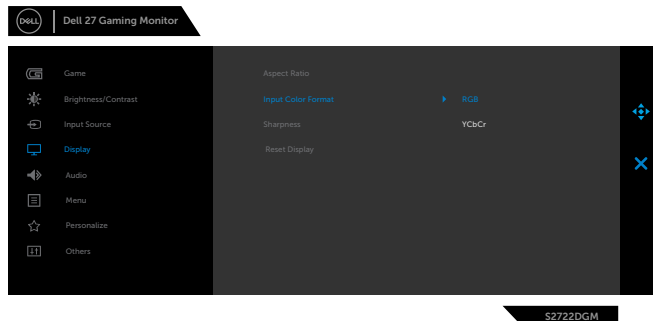 DELL
Dell 27 Gaming Monitor
Game
Aspect Ratio
Brightness/Contrast
Input Color Format
RGB
Input Source
Sharpness
YCbCr
Display
Reset Display
Audio
Menu
Personalize
Others
S2722DGM